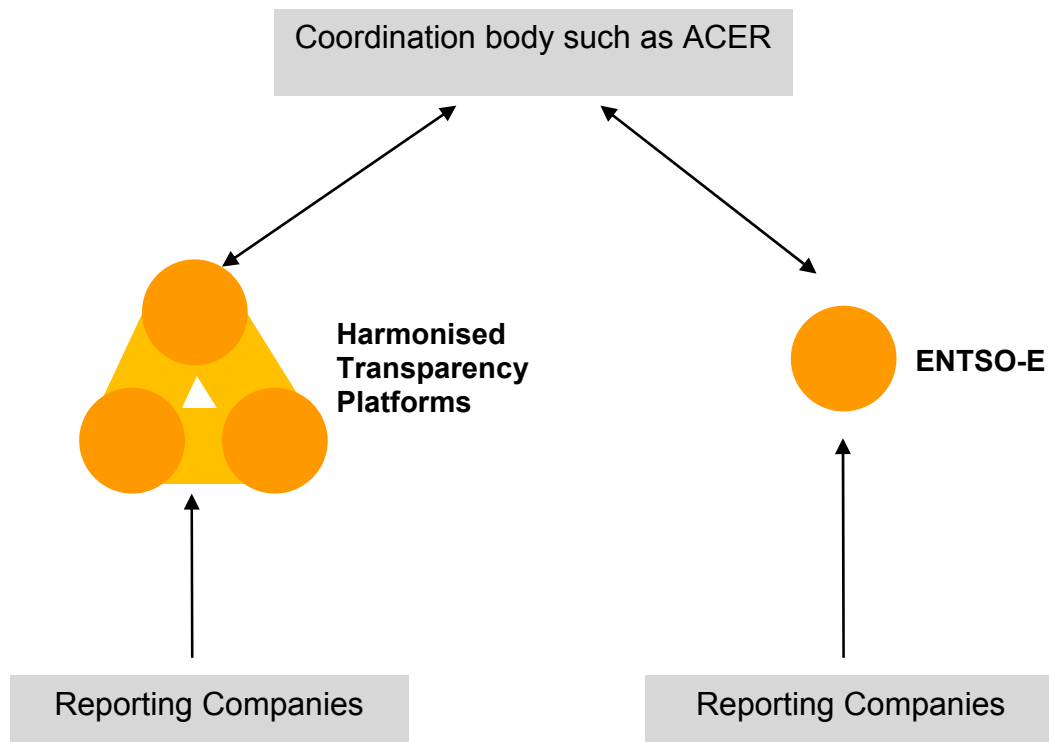 Coordination body such as ACER
Harmonised
Transparency
Platforms
ENTSO-E
Reporting Companies
Reporting Companies